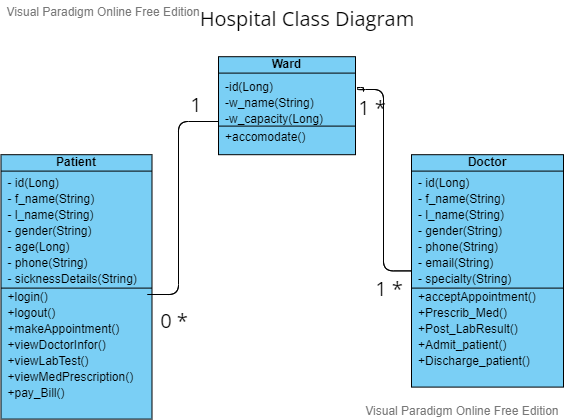 Visual Paradigm Online Free Edition
Hospital Class Diagram
Ward
-id(Long)
-w_name(String)
-w_capacity(Long)
+accomodate()
1
1 *
Patient
- id(Long)
- f_name(String)
- l_name(String)
- gender(String)
- age(Long)
- phone(String)
- sicknessDetails(String)
+login()
+logout()
+makeAppointment()
+viewDoctorInfor()
+viewLabTest()
+viewMedPrescription()
+pay_Bill()
0 *
Doctor
- id(Long)
- f_name(String)
- l_name(String)
- gender(String)
- phone(String)
- email(String)
- specialty(String)
+acceptAppointment()
+Prescrib_Med()
+Post_LabResult()
+Admit_patient()
+Discharge_patient()
1 *
Visual Paradigm Online Free Edition